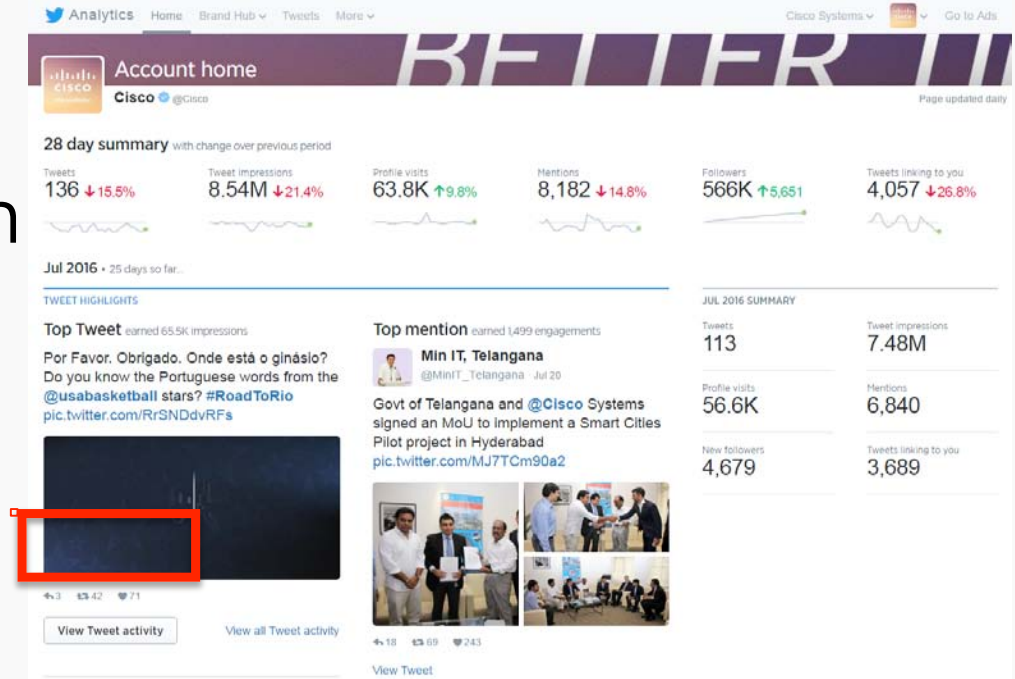 Analytics Home Brand Hub Tweets More Cisco Systems Go to Ads
BETTER
CISCO
Account home
Cisco @Cisco Page updated daily
28 day summary with change over previous period
Tweets Tweet impressions Profile visits Mentions Followers Tweets linking to you
136 ↓15.5% 8.54M ↓21.4% 63.8K ↑9.8% 8,182 ↓14.8% 566K ↑5,651 4,057 ↓26.8%
Jul 2016 • 25 days so far...
TWEET HIGHLIGHTS
Top Tweet earned 65.5K impressions
Por Favor. Obrigado. Onde está o ginásio?
Do you know the Portuguese words from the
@usabasketball stars? #RoadToRio
pic.twitter.com/RrSNDdvRFs
3 42 71
View Tweet activity View all Tweet activity
Top mention earned 1,499 engagements
Min IT, Telangana
@MinIT_Telangana Jul 20
Govt of Telangana and @Cisco Systems
signed an MoU to implement a Smart Cities
Pilot project in Hyderabad
pic.twitter.com/MJ7TCm90a2
18 69 243
View Tweet
JUL 2016 SUMMARY
Tweets Tweet impressions
113 7.48M
Profile visits Mentions
56.6K 6,840
New followers Tweets linking to you
4,679 3,689